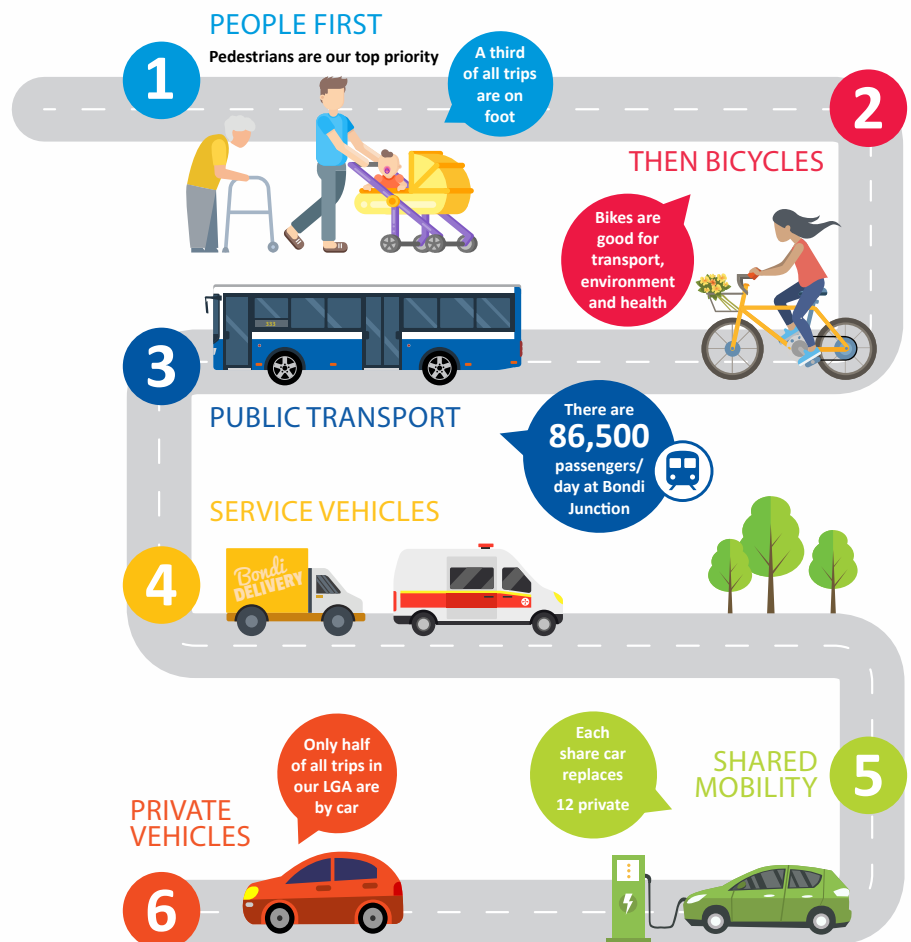 PEOPLE FIRST
Pedestrians are our top priority
1
A third
of all trips
are on
foot
2
THEN BICYCLES
Bikes are
good for
transport,
environment
and health
333
3
PUBLIC TRANSPORT
There are
86,500
passengers/
day at Bondi
Junction
SERVICE VEHICLES
4
Bondi
DELIVERY
5
SHARED
MOBILITY
Each
share car
replaces
12 private
Only half
of all trips in
our LGA are
by car
PRIVATE
VEHICLES
6